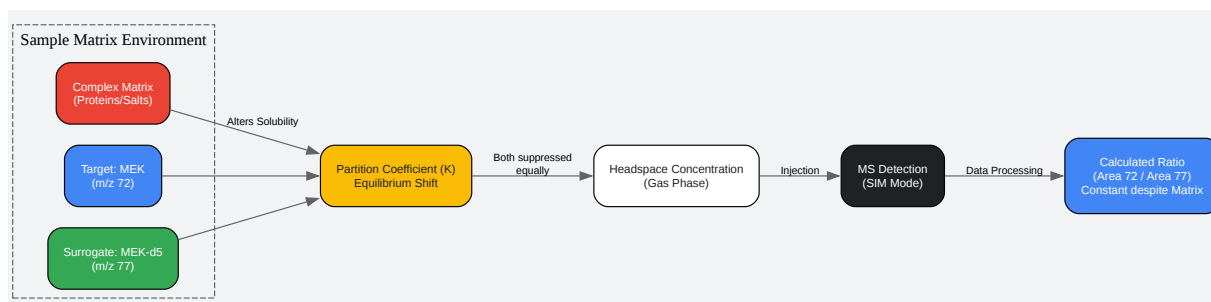 Sample Matrix Environment
Complex Matrix
(Proteins/Salts)
Alters Solubility
Target: MEK
(m/z 72)
Surrogate: MEK-d5
(m/z 77)
Partition Coefficient (K)
Equilibrium Shift
Both suppressed
equally
Headspace Concentration
(Gas Phase)
Injection
MS Detection
(SIM Mode)
Data Processing
Calculated Ratio
(Area 72 / Area 77)
Constant despite Matrix